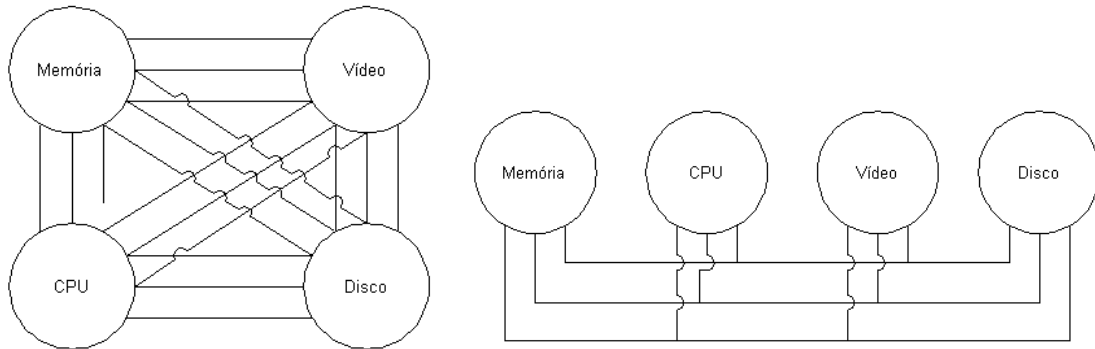 Memória
Vídeo
CPU
Disco
Memória
CPU
Vídeo
Disco